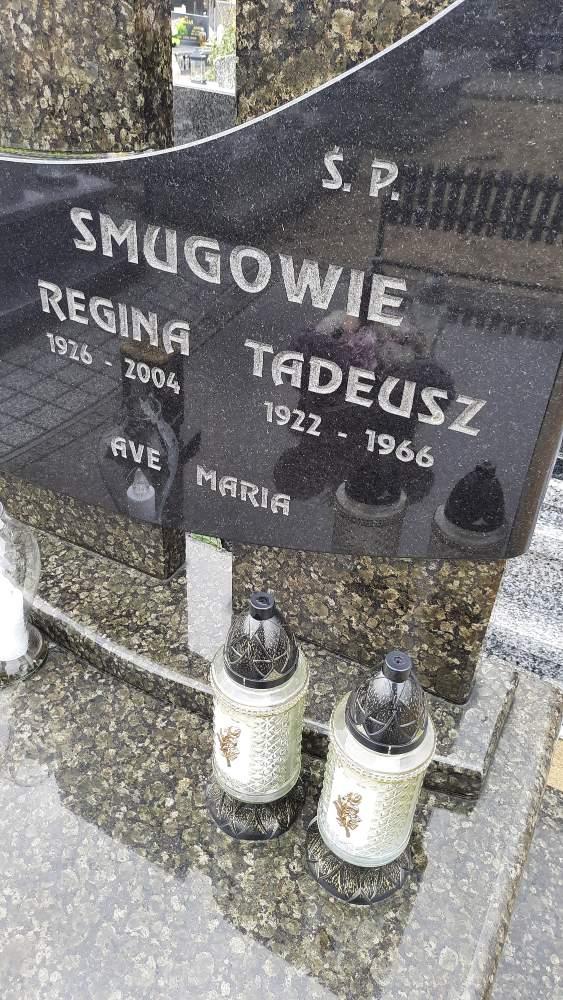 Ś. P.
SMUGOWIE
REGINA
1926 - 2004
TADEUSZ
1922 - 1966
AVE MARIA